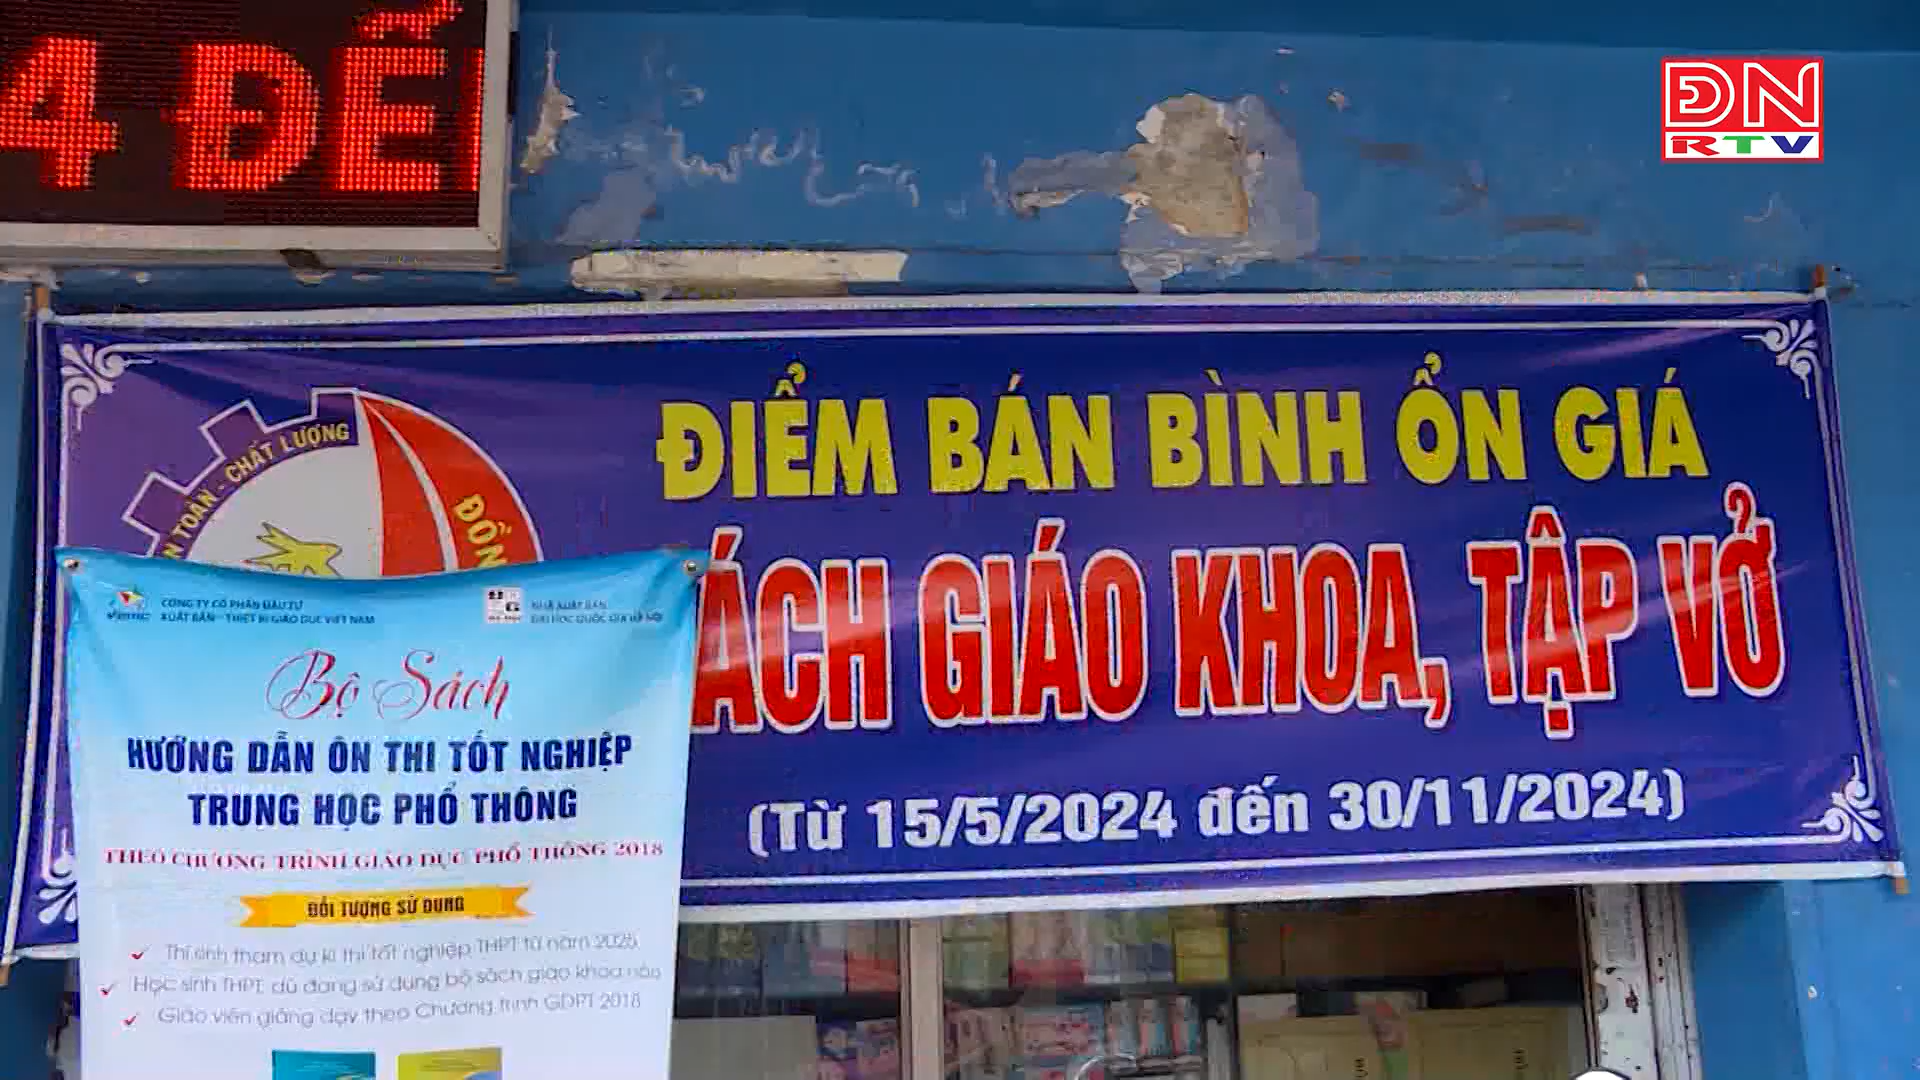 4 ĐẾ
ĐN
RTV
ĐIỂM BÁN BÌNH ỔN GIÁ
ÁCH GIÁO KHOA, TẬP VỞ
(Từ 15/5/2024 đến 30/11/2024)
N TOÀN - CHẤT LƯỢNG
ĐỒN
CÔNG TY CỔ PHẦN ĐẦU TƯ
XUẤT BẢN - THIẾT BỊ GIÁO DỤC VIỆT NAM
NHÀ XUẤT BẢN
ĐẠI HỌC QUỐC GIA HÀ NỘI
Bộ Sách
HƯỚNG DẪN ÔN THI TỐT NGHIỆP
TRUNG HỌC PHỔ THÔNG
THEO CHƯƠNG TRÌNH GIÁO DỤC PHỔ THÔNG 2018
ĐỐI TƯỢNG SỬ DỤNG
Thí sinh tham dự kì thi tốt nghiệp THPT từ năm 2025
Học sinh THPT dù đang sử dụng bộ sách giáo khoa nào
Giáo viên giảng dạy theo Chương trình GDPT 2018